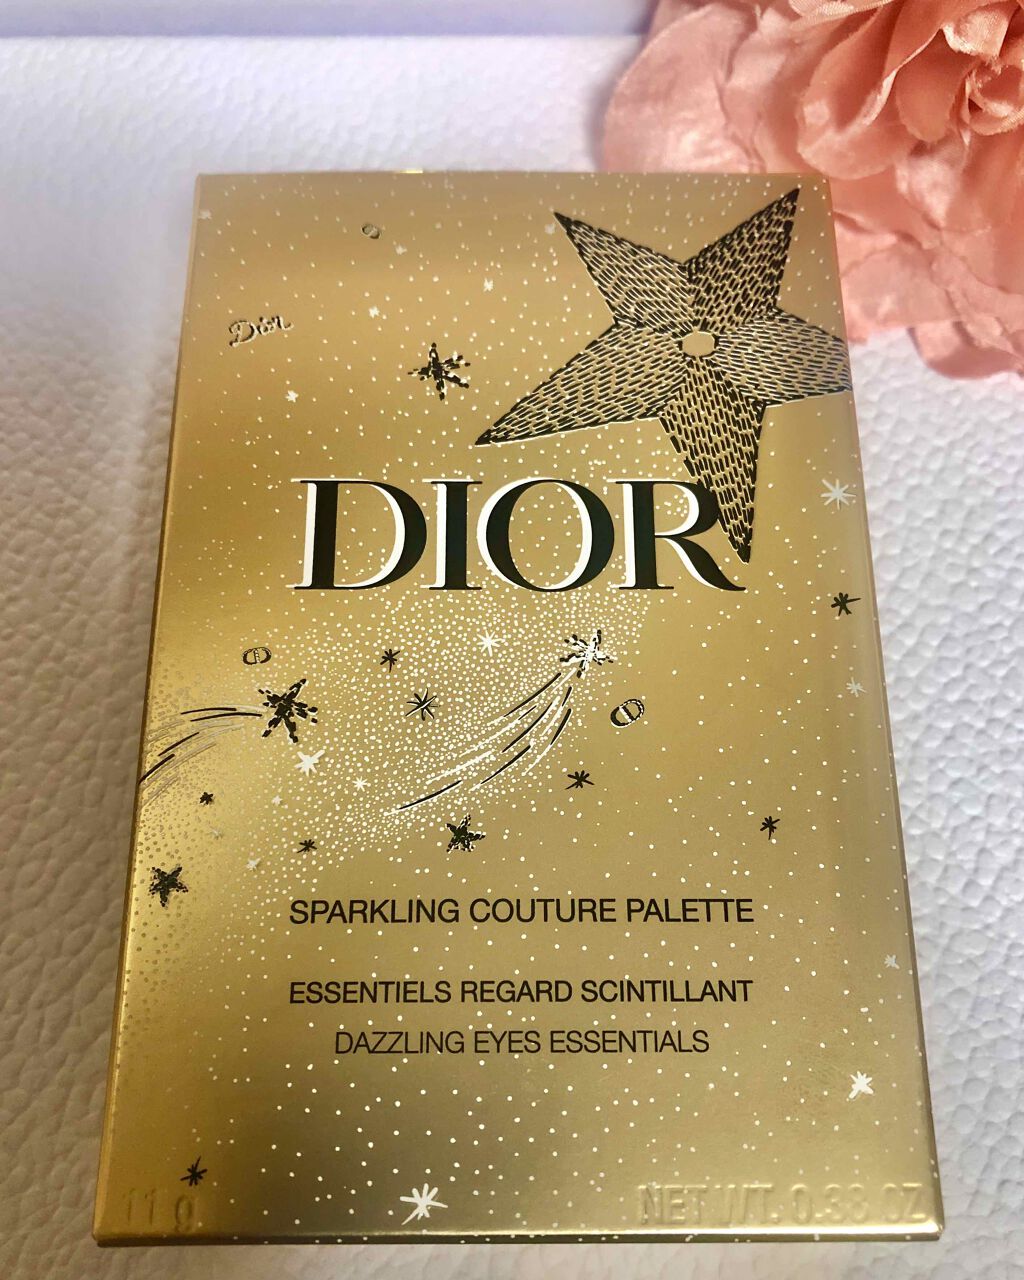 Dior
DIOR
SPARKLING COUTURE PALETTE
ESSENTIELS REGARD SCINTILLANT
DAZZLING EYES ESSENTIALS
11 g
NET WT. 0.38 OZ